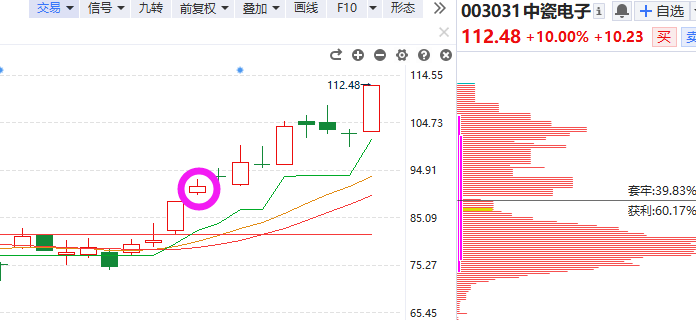 交易 信号 九转 前复权 叠加 画线 F10 形态
003031 中瓷电子 自选
112.48 +10.00% +10.23 买 卖
112.48
114.55
104.73
94.91
85.09
75.27
65.45
套牢:39.83%
获利:60.17%